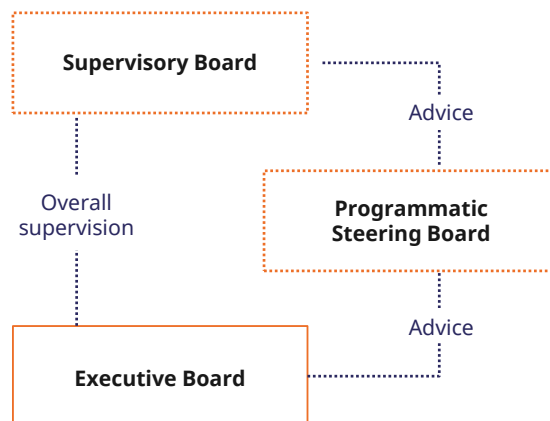 Supervisory Board
Advice
Overall
supervision
Programmatic
Steering Board
Advice
Executive Board